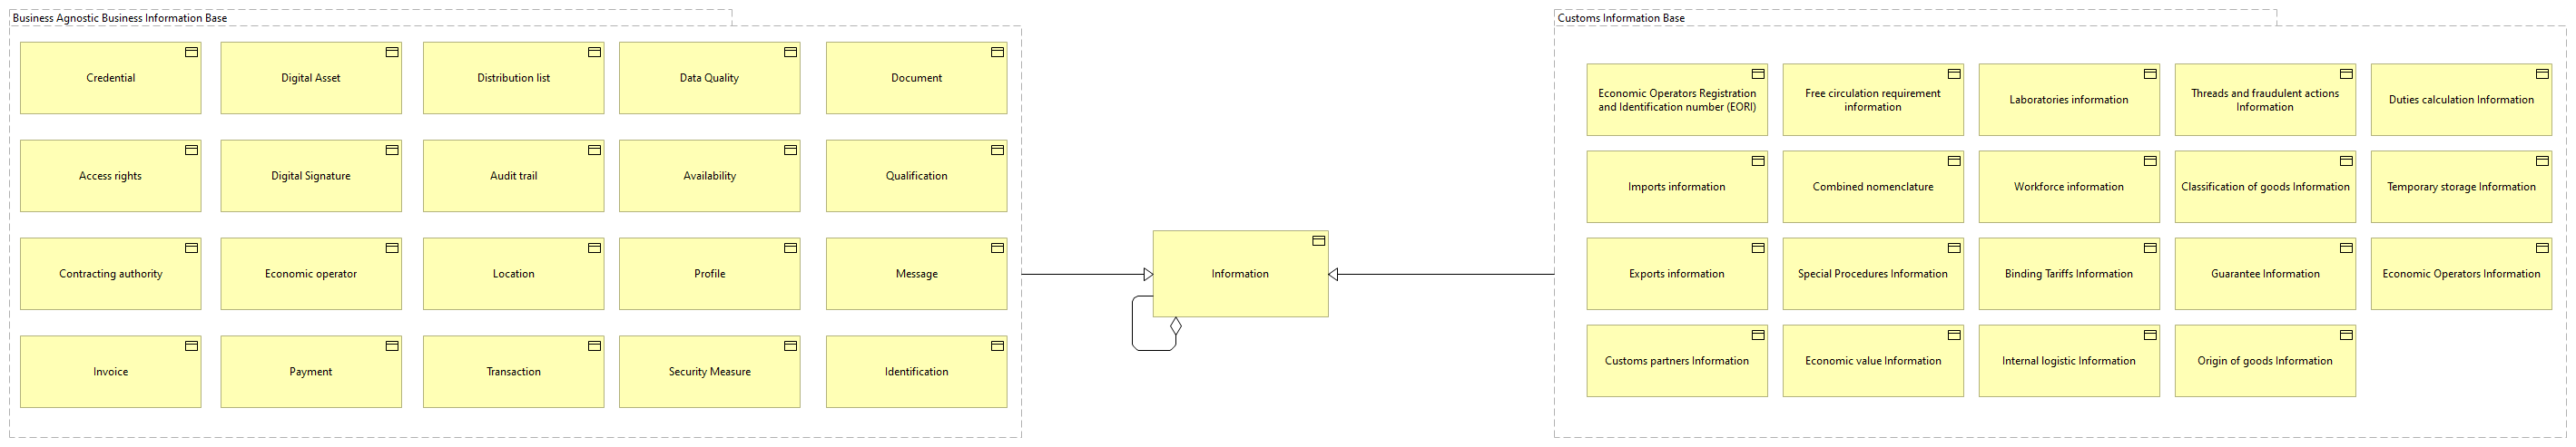 Business Agnostic Business Information Base
Credential
Digital Asset
Distribution list
Data Quality
Document
Access rights
Digital Signature
Audit trail
Availability
Qualification
Contracting authority
Economic operator
Location
Profile
Message
Invoice
Payment
Transaction
Security Measure
Identification
Information
Customs Information Base
Economic Operators Registration
and Identification number (EORI)
Free circulation requirement
information
Laboratories information
Threads and fraudulent actions
Information
Duties calculation Information
Imports information
Combined nomenclature
Workforce information
Classification of goods Information
Temporary storage Information
Exports information
Special Procedures Information
Binding Tariffs Information
Guarantee Information
Economic Operators Information
Customs partners Information
Economic value Information
Internal logistic Information
Origin of goods Information